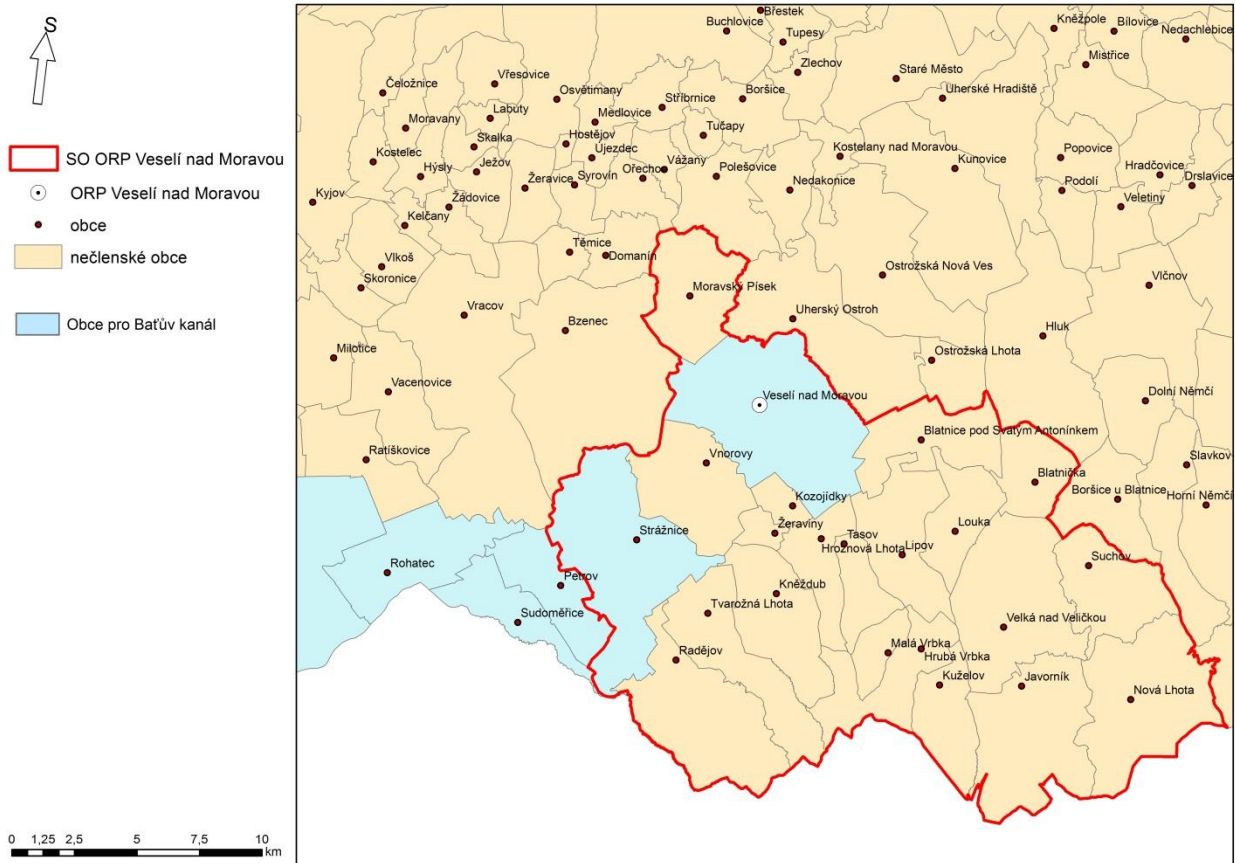 S
SO ORP Veselí nad Moravou
ORP Veselí nad Moravou
obce
nečlenské obce
Obce pro Baťův kanál
0 1,25 2,5 5 7,5 10
km
Břestek
Buchlovice
Tupesy
Kněžpole
Bílovice
Nedachlebice
Mistřice
Zlechov
Staré Město
Uherské Hradiště
Čeložnice
Vřesovice
Osvětimany
Stříbrnice
Boršice
Moravany
Labuty
Medlovice
Tučapy
Skalka
Hostějov
Újezdec
Kostelany nad Moravou
Kunovice
Popovice
Kostelec
Hýsly
Ježov
Ořechov
Vážany
Polešovice
Hradčovice
Drslavice
Žeravice
Syrovín
Nedakonice
Podolí
Veletiny
Kyjov
Žádovice
Kelčany
Těmice
Domanín
Vlkoš
Skoronice
Ostrožská Nová Ves
Vlčnov
Moravský Písek
Vracov
Bzenec
Uherský Ostroh
Hluk
Milotice
Ostrožská Lhota
Vacenovice
Veselí nad Moravou
Dolní Němčí
Blatnice pod Svatým Antonínkem
Ratíškovice
Vnorovy
Slavkov
Blatnička
Boršice u Blatnice
Horní Němčí
Kozojídky
Strážnice
Žeraviny
Hroznová Lhota
Tasov
Lipov
Louka
Suchov
Rohatec
Petrov
Kněždub
Tvarožná Lhota
Sudoměřice
Velká nad Veličkou
Radějov
Malá Vrbka
Hrubá Vrbka
Kuželov
Javorník
Nová Lhota